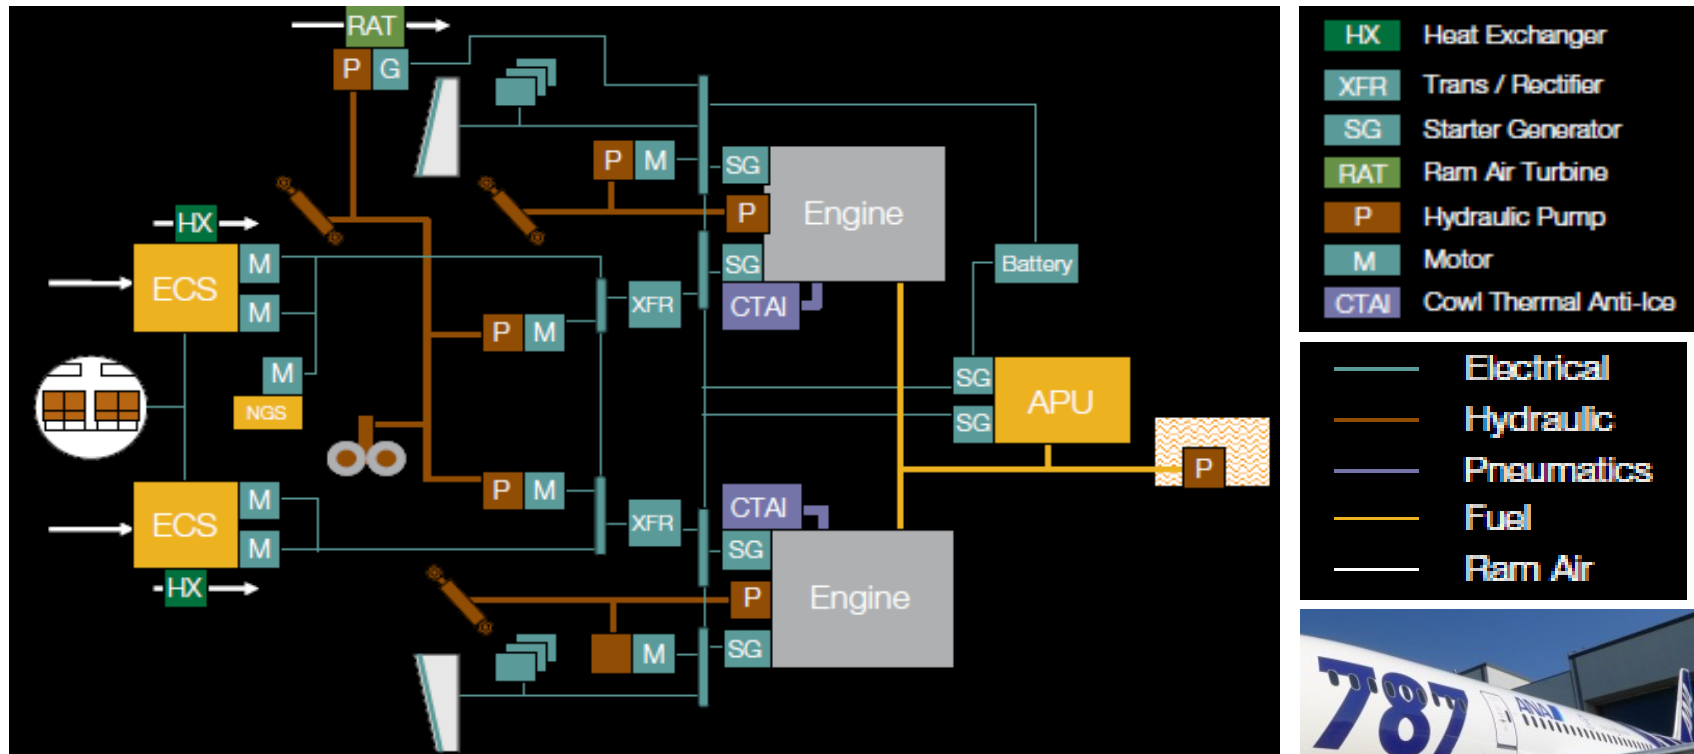 RAT
P G
P M
SG
P
Engine
HX
SG
M
ECS
Battery
M
XFR
CTAI
P M
M
SG
APU
NGS
SG
P
P M
CTAI
M
XFR
ECS
SG
M
HX
P
Engine
M
SG
HX Heat Exchanger
XFR Trans / Rectifier
SG Starter Generator
RAT Ram Air Turbine
P Hydraulic Pump
M Motor
CTAI Cowl Thermal Anti-Ice
Electrical
Hydraulic
Pneumatics
Fuel
Ram Air
787
ANA